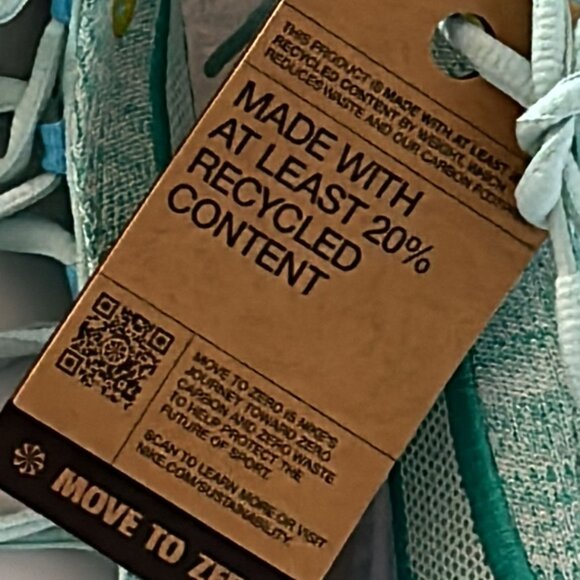 THIS PRODUCT IS MADE WITH AT LEAST
RECYCLED CONTENT BY WEIGHT, WHICH
REDUCES WASTE AND OUR CARBON
MADE WITH
AT LEAST 20%
RECYCLED
CONTENT
MOVE TO ZERO IS NIKE'S
JOURNEY TOWARD ZERO
CARBON AND ZERO WASTE
TO HELP PROTECT THE
FUTURE OF SPORT.
SCAN TO LEARN MORE OR VISIT
NIKE.COM/SUSTAINABILITY.
MOVE TO ZE